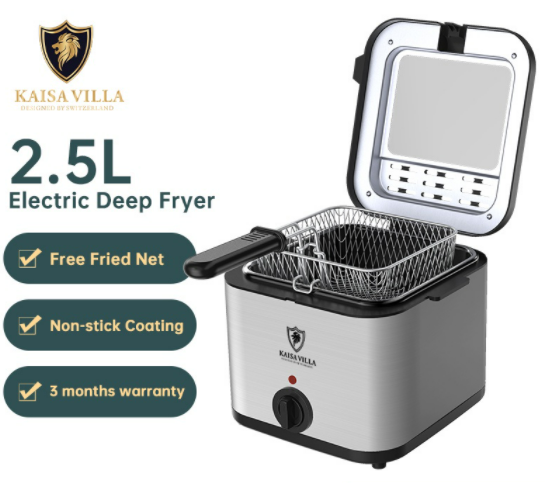 KAISA VILLA
DESIGNED BY SWITZERLAND
2.5L
Electric Deep Fryer
Free Fried Net
Non-stick Coating
3 months warranty
KAISA VILLA